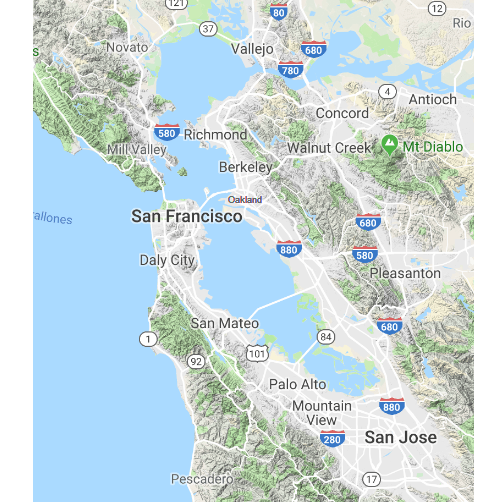 121
80
12
37
Rio
Novato
Vallejo
680
s
780
4
Antioch
Concord
580
Richmond
Mill Valley
Walnut Creek
Mt Diablo
Berkeley
Oakland
allones
San Francisco
680
880
580
Daly City
Pleasanton
San Mateo
680
1
84
101
92
Palo Alto
Mountain
View
880
280
San Jose
Pescadero
17